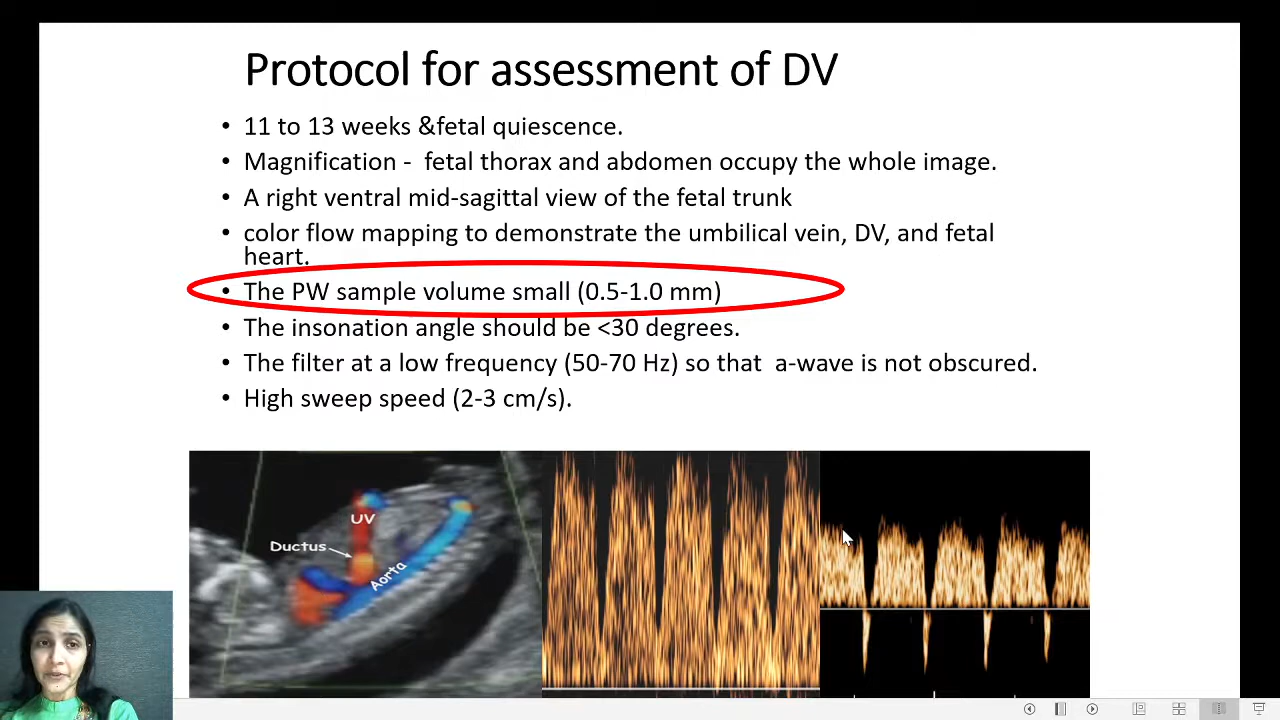 Protocol for assessment of DV
• 11 to 13 weeks &fetal quiescence.
• Magnification - fetal thorax and abdomen occupy the whole image.
• A right ventral mid-sagittal view of the fetal trunk
• color flow mapping to demonstrate the umbilical vein, DV, and fetal
heart.
• The PW sample volume small (0.5-1.0 mm)
• The insonation angle should be <30 degrees.
• The filter at a low frequency (50-70 Hz) so that a-wave is not obscured.
• High sweep speed (2-3 cm/s).
UV
Ductus
Aorta